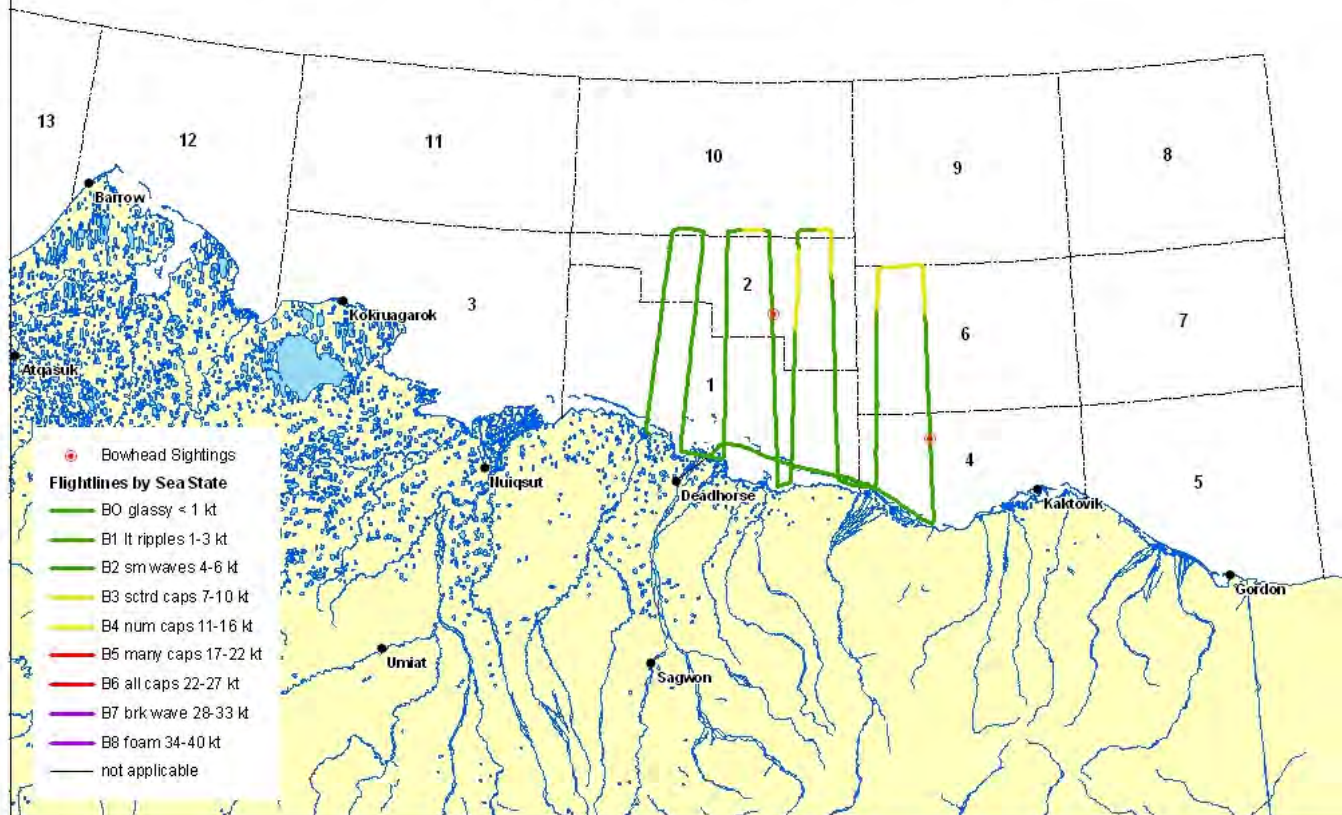 13
12
11
10
9
8
Barrow
Kokruagarok
3
2
6
7
Atqasuk
1
Bowhead Sightings
Flightlines by Sea State
B0 glassy < 1 kt
B1 lt ripples 1-3 kt
B2 sm waves 4-6 kt
B3 sctrd caps 7-10 kt
B4 num caps 11-16 kt
B5 many caps 17-22 kt
B6 all caps 22-27 kt
B7 brk wave 28-33 kt
B8 foam 34-40 kt
not applicable
Nuiqsut
Deadhorse
4
Kaktovik
5
Gordon
Umiat
Sagwon